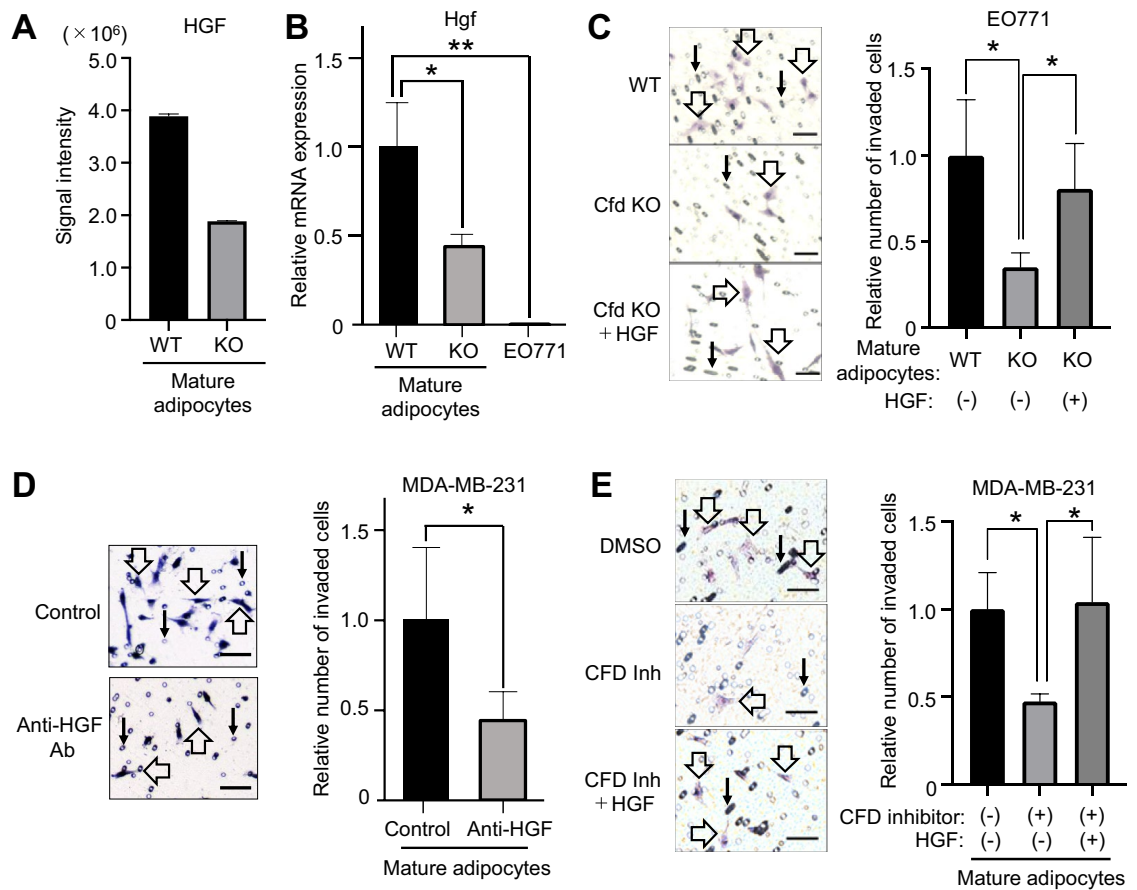 A
(×10⁶)
HGF
Signal intensity
5.0
4.0
3.0
2.0
1.0
0
WT KO
Mature
adipocytes
B
Hgf
Relative mRNA expression
**
*
1.5
1.0
0.5
0
WT KO EO771
Mature
adipocytes
C
WT
Cfd KO
Cfd KO
+HGF
EO771
Relative number of invaded cells
* *
1.5
1.0
0.5
0
Mature
adipocytes:
WT KO KO
HGF: (-) (-) (+)
D
Control
Anti-HGF
Ab
MDA-MB-231
Relative number of invaded cells
*
1.5
1.0
0.5
0
Control Anti-HGF
Mature adipocytes
E
DMSO
CFD Inh
CFD Inh
+HGF
MDA-MB-231
Relative number of invaded cells
* *
1.5
1.0
0.5
0
CFD inhibitor: (-) (+) (+)
HGF: (-) (-) (+)
Mature adipocytes